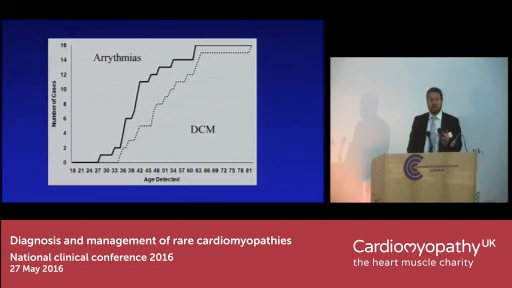 Arrythmias
DCM
Number of Cases
16
14
12
10
8
6
4
2
0
18 21 24 27 30 33 36 39 42 45 48 51 54 57 60 63 66 69 72 75 78 81
Age Detected
Diagnosis and management of rare cardiomyopathies
National clinical conference 2016
27 May 2016
CardiomyopathyUK
the heart muscle charity